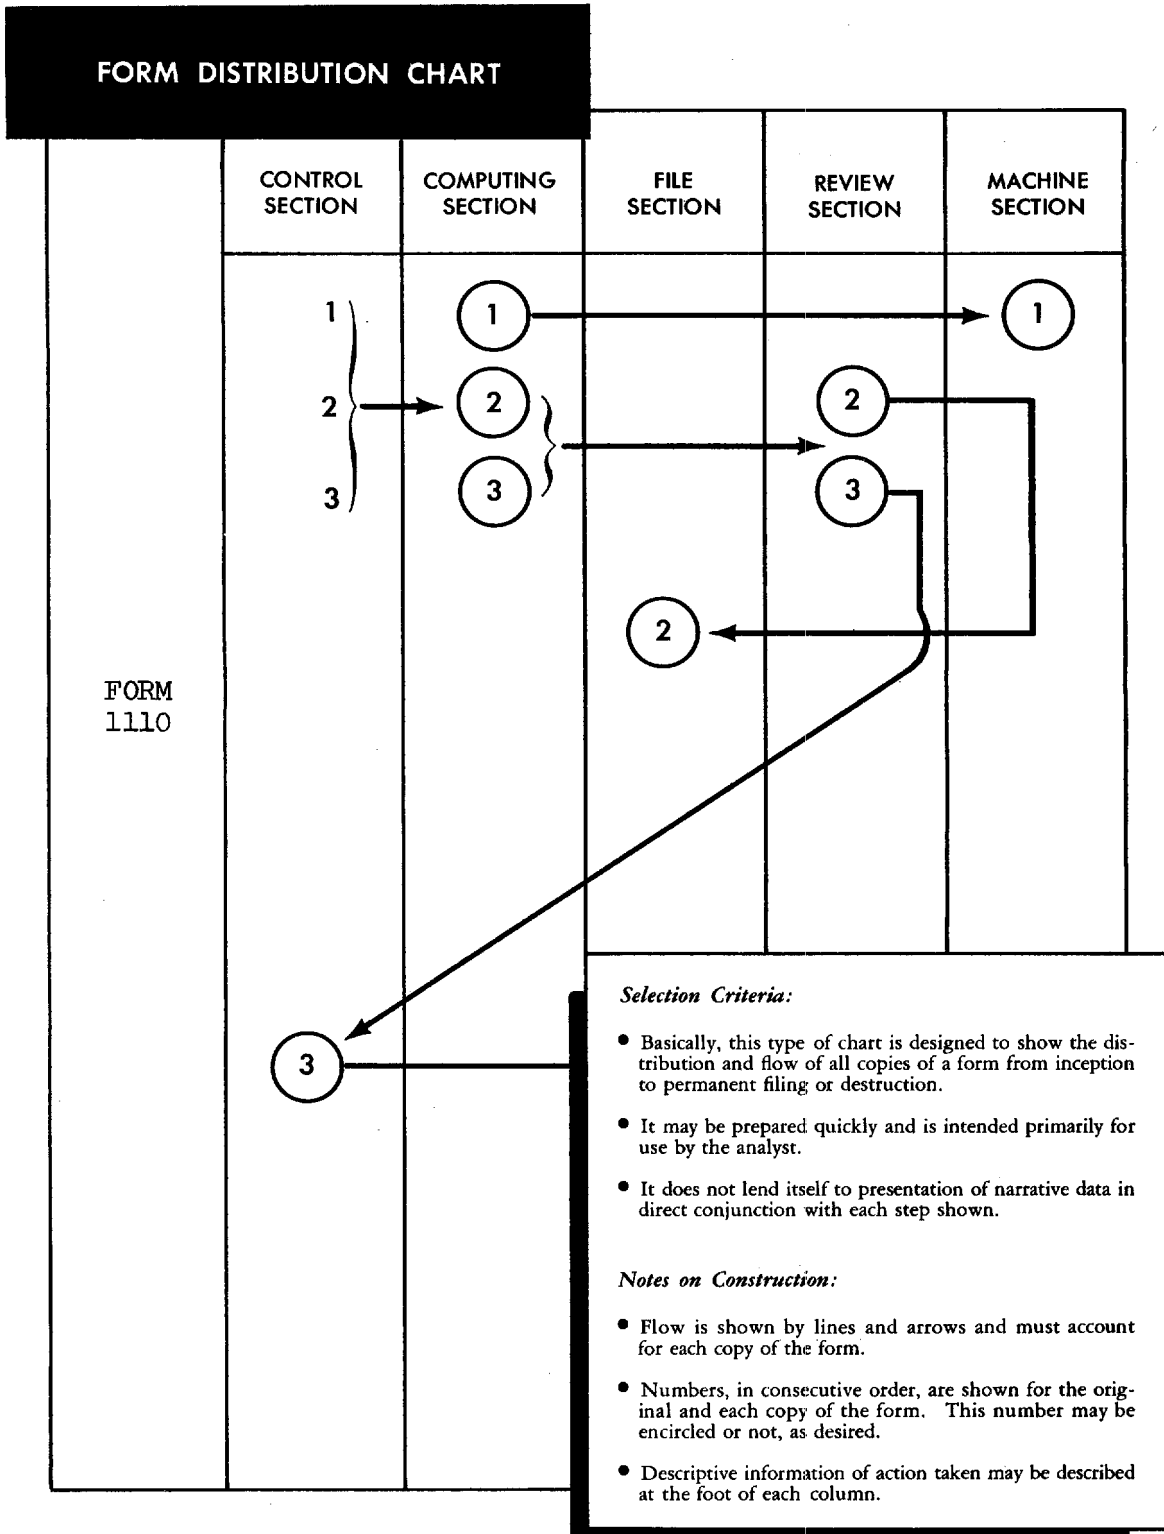 FORM DISTRIBUTION CHART
CONTROL
SECTION
COMPUTING
SECTION
FILE
SECTION
REVIEW
SECTION
MACHINE
SECTION
1
1
1
2
2
2
3
3
3
2
FORM
1110
3
Selection Criteria:
• Basically, this type of chart is designed to show the dis-
tribution and flow of all copies of a form from inception
to permanent filing or destruction.
• It may be prepared quickly and is intended primarily for
use by the analyst.
• It does not lend itself to presentation of narrative data in
direct conjunction with each step shown.
Notes on Construction:
• Flow is shown by lines and arrows and must account
for each copy of the form.
• Numbers, in consecutive order, are shown for the orig-
inal and each copy of the form. This number may be
encircled or not, as desired.
• Descriptive information of action taken may be described
at the foot of each column.